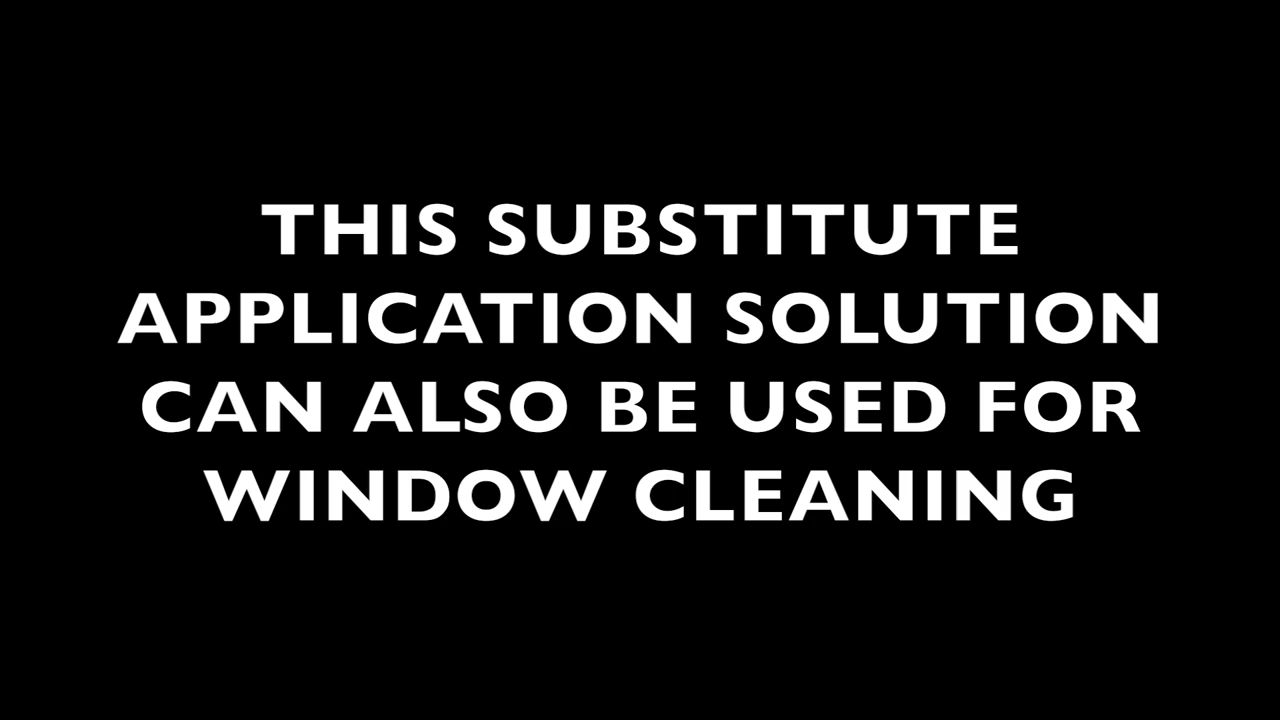 THIS SUBSTITUTE
APPLICATION SOLUTION
CAN ALSO BE USED FOR
WINDOW CLEANING